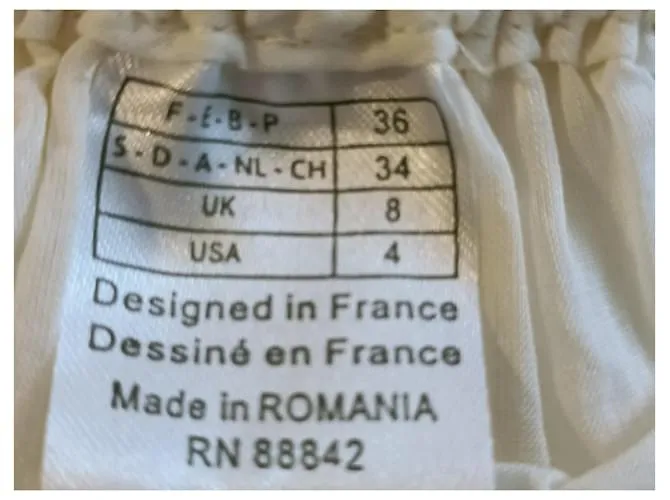 F - É - B - P 36
S - D - A - NL - CH 34
UK 8
USA 4
Designed in France
Dessiné en France
Made in ROMANIA
RN 88842